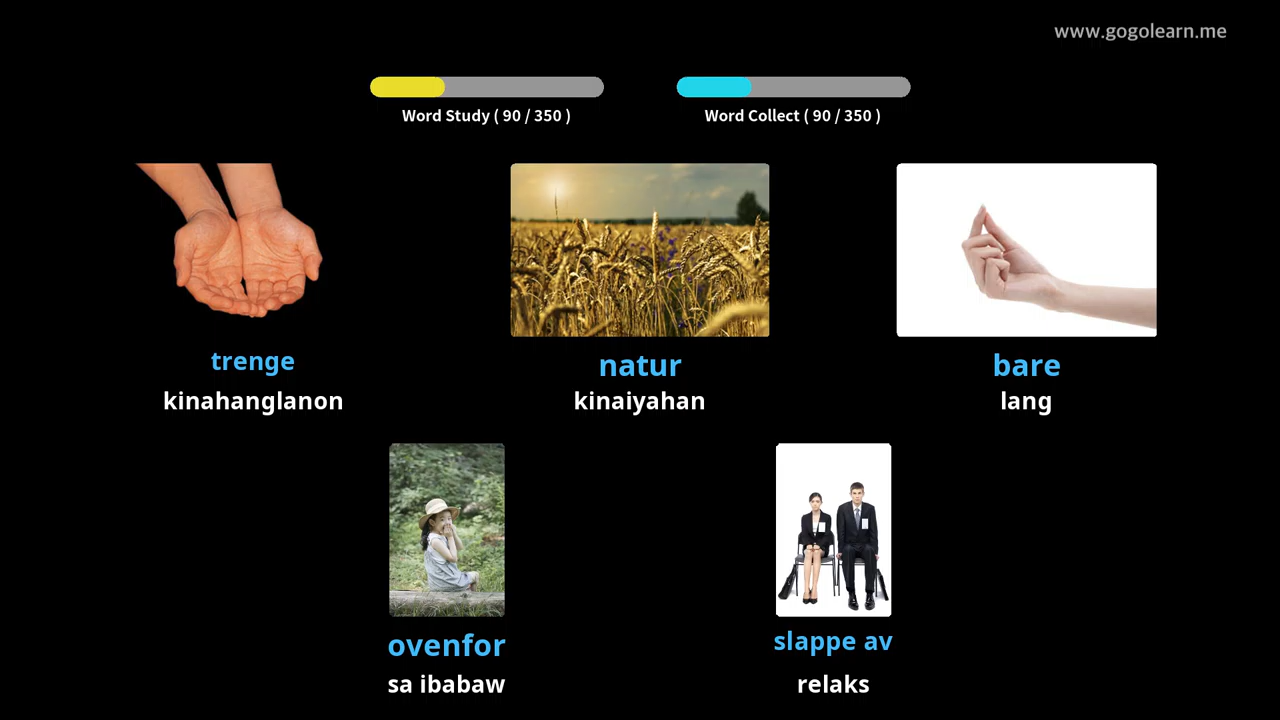 www.gogolearn.me
Word Study ( 90 / 350 )
Word Collect ( 90 / 350 )
trenge
kinahanglanon
natur
kinaiyahan
bare
lang
ovenfor
sa ibabaw
slappe av
relaks